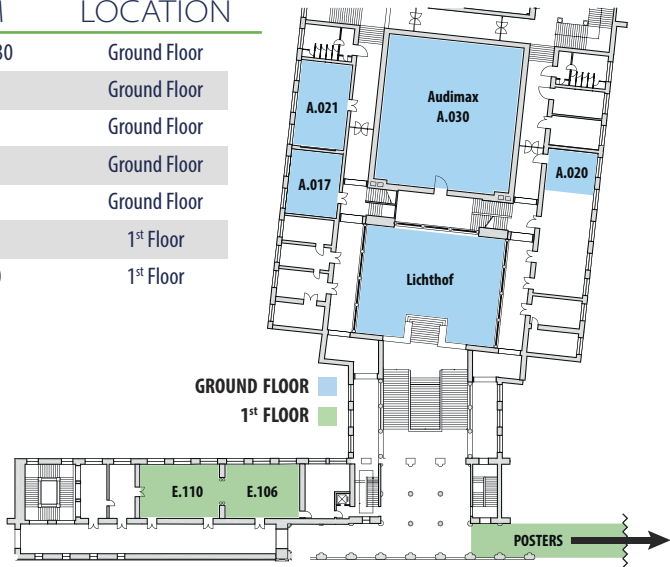 LOCATION
30 Ground Floor
Ground Floor
Ground Floor
Ground Floor
Ground Floor
1st Floor
1st Floor
Audimax
A.030
A.021
A.017
A.020
Lichthof
GROUND FLOOR
1st FLOOR
E.110
E.106
POSTERS